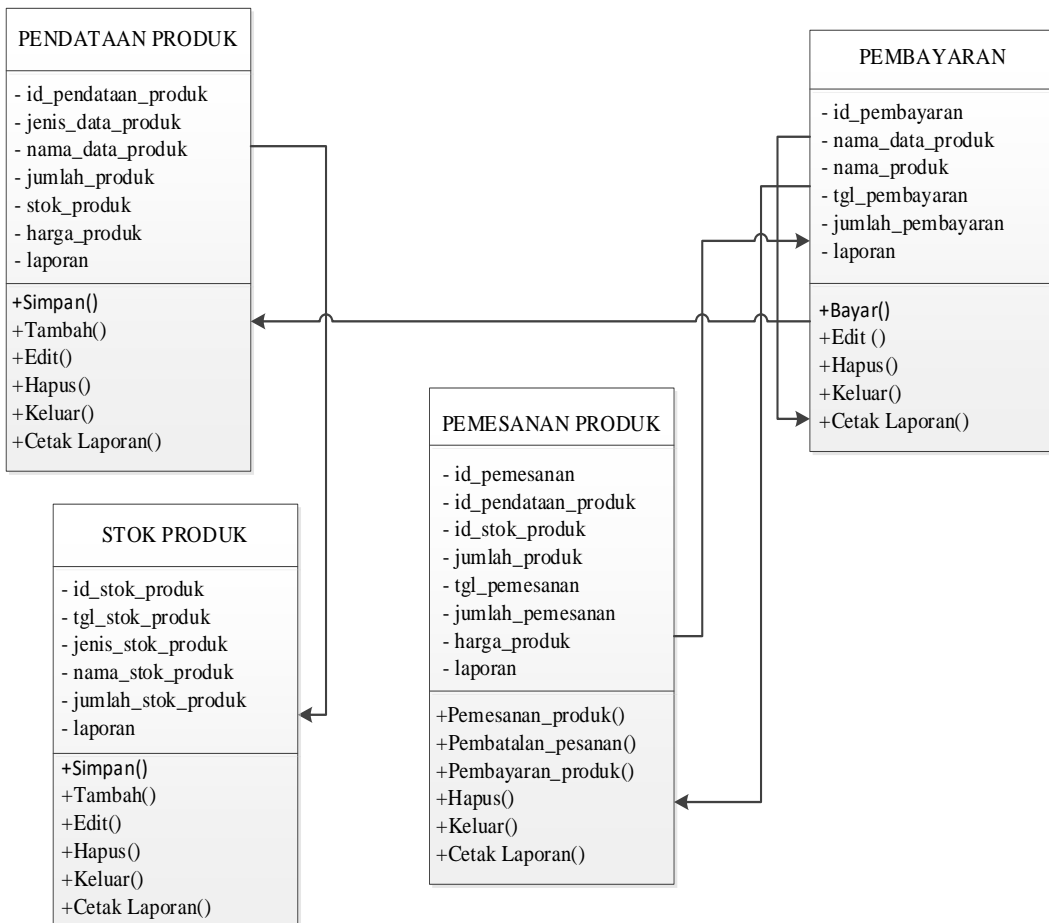 PENDATAAN PRODUK
- id_pendataan_produk
- jenis_data_produk
- nama_data_produk
- jumlah_produk
- stok_produk
- harga_produk
- laporan
+Simpan()
+Tambah()
+Edit()
+Hapus()
+Keluar()
+Cetak Laporan()
PEMBAYARAN
- id_pembayaran
- nama_data_produk
- nama_produk
- tgl_pembayaran
- jumlah_pembayaran
- laporan
+Bayar()
+Edit ()
+Hapus()
+Keluar()
+Cetak Laporan()
STOK PRODUK
- id_stok_produk
- tgl_stok_produk
- jenis_stok_produk
- nama_stok_produk
- jumlah_stok_produk
- laporan
+Simpan()
+Tambah()
+Edit()
+Hapus()
+Keluar()
+Cetak Laporan()
PEMESANAN PRODUK
- id_pemesanan
- id_pendataan_produk
- id_stok_produk
- jumlah_produk
- tgl_pemesanan
- jumlah_pemesanan
- harga_produk
- laporan
+Pemesanan_produk()
+Pembatalan_pesanan()
+Pembayaran_produk()
+Hapus()
+Keluar()
+Cetak Laporan()